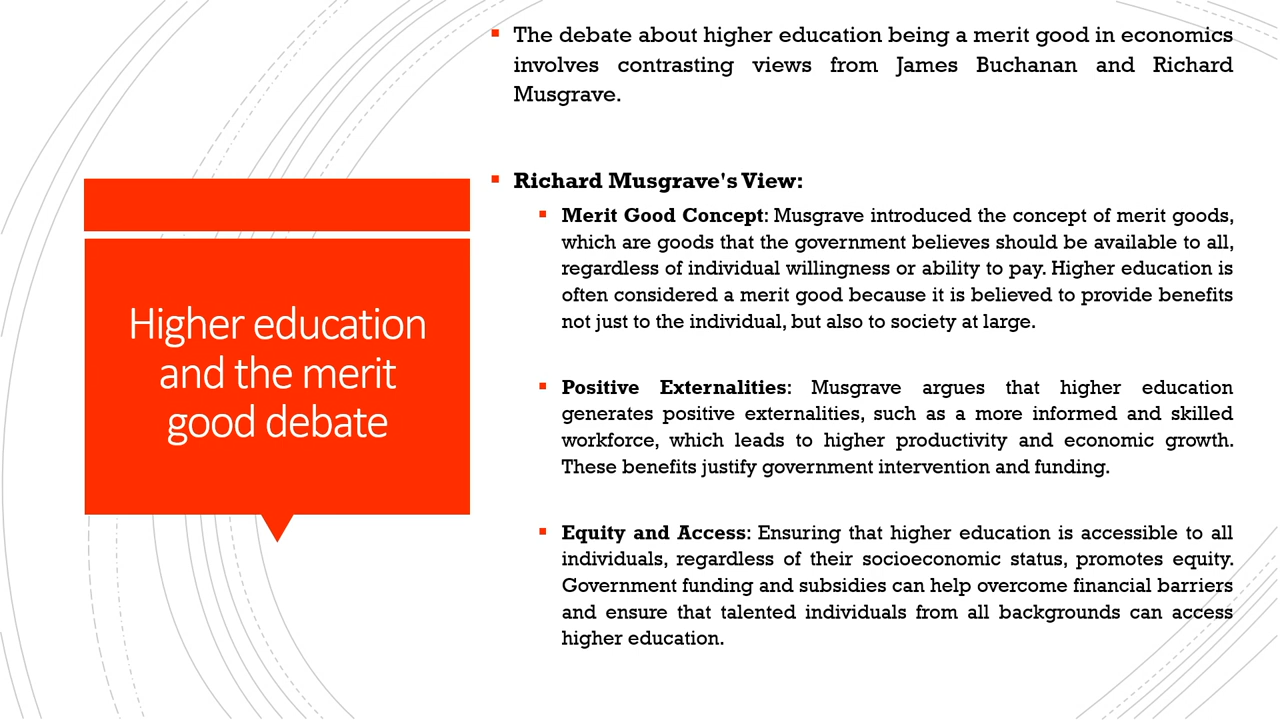 Higher education
and the merit
good debate
The debate about higher education being a merit good in economics
involves contrasting views from James Buchanan and Richard
Musgrave.
Richard Musgrave's View:
Merit Good Concept: Musgrave introduced the concept of merit goods,
which are goods that the government believes should be available to all,
regardless of individual willingness or ability to pay. Higher education is
often considered a merit good because it is believed to provide benefits
not just to the individual, but also to society at large.
Positive Externalities: Musgrave argues that higher education
generates positive externalities, such as a more informed and skilled
workforce, which leads to higher productivity and economic growth.
These benefits justify government intervention and funding.
Equity and Access: Ensuring that higher education is accessible to all
individuals, regardless of their socioeconomic status, promotes equity.
Government funding and subsidies can help overcome financial barriers
and ensure that talented individuals from all backgrounds can access
higher education.